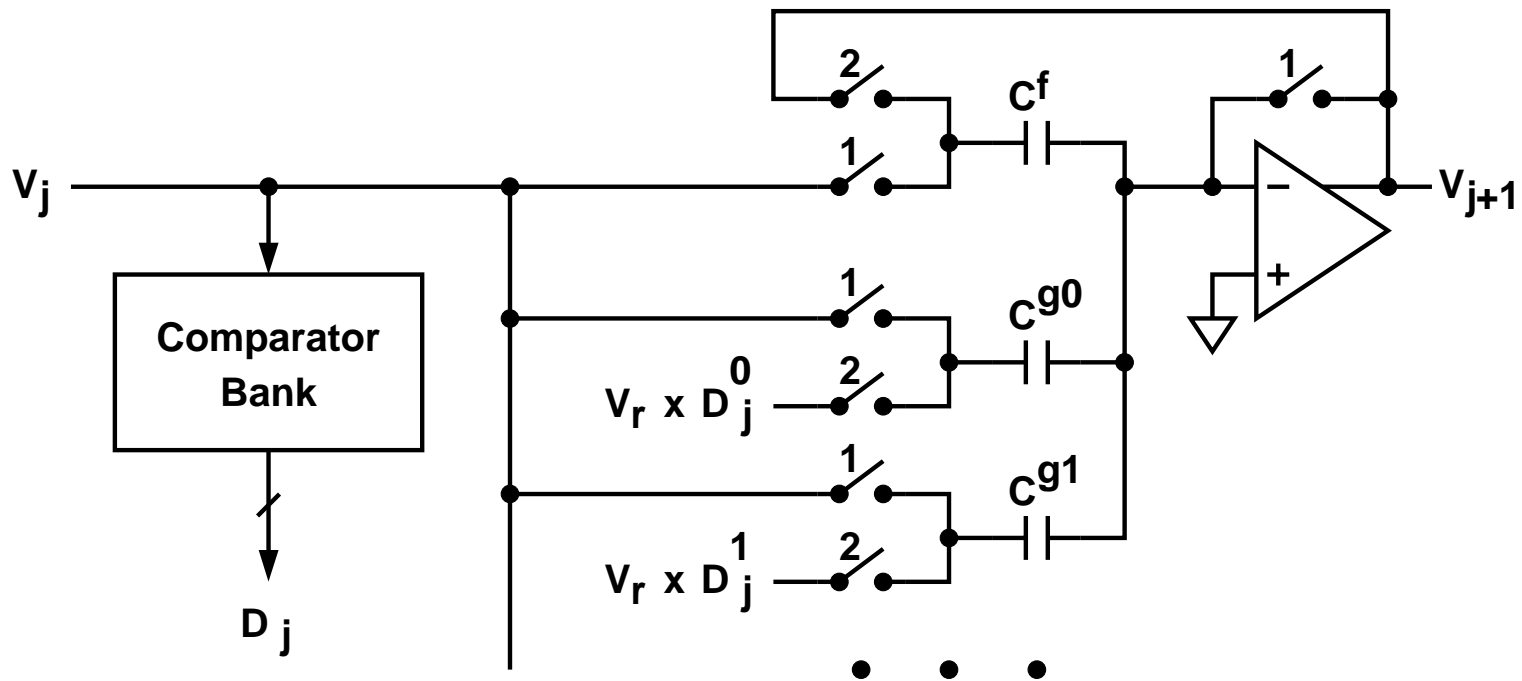 2
1
C^f
1
V_j
V_{j+1}
−
+
1
C^{g0}
Comparator
Bank
V_r x D_j^0
2
1
C^{g1}
V_r x D_j^1
2
D_j